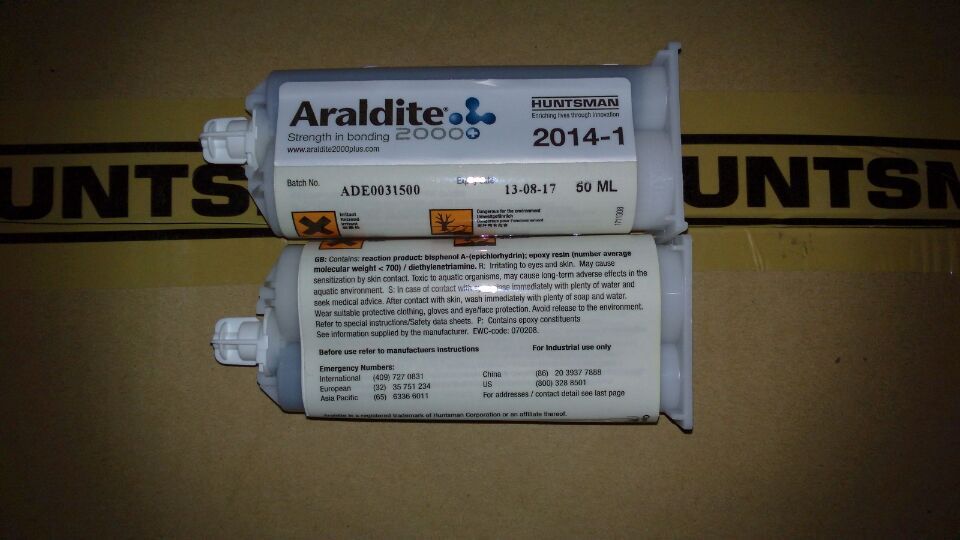 Araldite®
2000+
Strength in bonding
www.araldite2000plus.com
HUNTSMAN
Enriching lives through innovation
2014-1
Batch No.
ADE0031500
13-08-17
50 ML
Irritant
Dangerous for the environment
Umweltgefährlich
UNTS
UNTSM
GB: Contains: reaction product: bisphenol A-(epichlorhydrin); epoxy resin (number average
molecular weight < 700) / diethylenetriamine. R: Irritating to eyes and skin. May cause
sensitization by skin contact. Toxic to aquatic organisms, may cause long-term adverse effects in the
aquatic environment. S: In case of contact with immediately with plenty of water and
seek medical advice. After contact with skin, wash immediately with plenty of soap and water.
Wear suitable protective clothing, gloves and eye/face protection. Avoid release to the environment.
Refer to special instructions/Safety data sheets. P: Contains epoxy constituents
See information supplied by the manufacturer. EWC-code: 070208.
Before use refer to manufactuers instructions
For Industrial use only
Emergency Numbers:
International (409) 727 0831
European (32) 35 751 234
Asia Pacific (65) 6336 6011
China (86) 20 3937 7888
US (800) 328 8501
For addresses / contact detail see last page
Araldite is a registered trademark of Huntsman Corporation or an affiliate thereof.